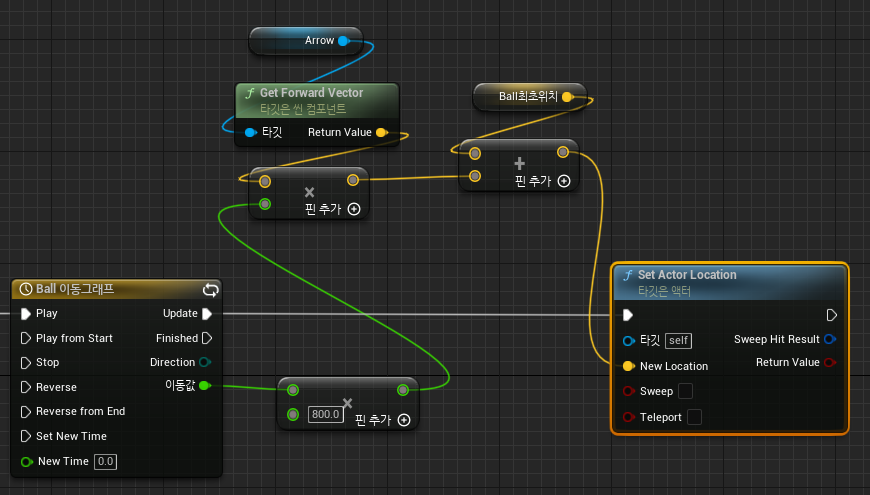 Arrow
Get Forward Vector
타깃은 씬 컴포넌트
타깃 Return Value
Ball최초위치
핀 추가
핀 추가
Ball 이동그래프
Play Update
Play from Start Finished
Stop Direction
Reverse 이동값
Reverse from End
Set New Time
New Time 0.0
800.0
핀 추가
Set Actor Location
타깃은 액터
타깃 self Sweep Hit Result
New Location Return Value
Sweep
Teleport